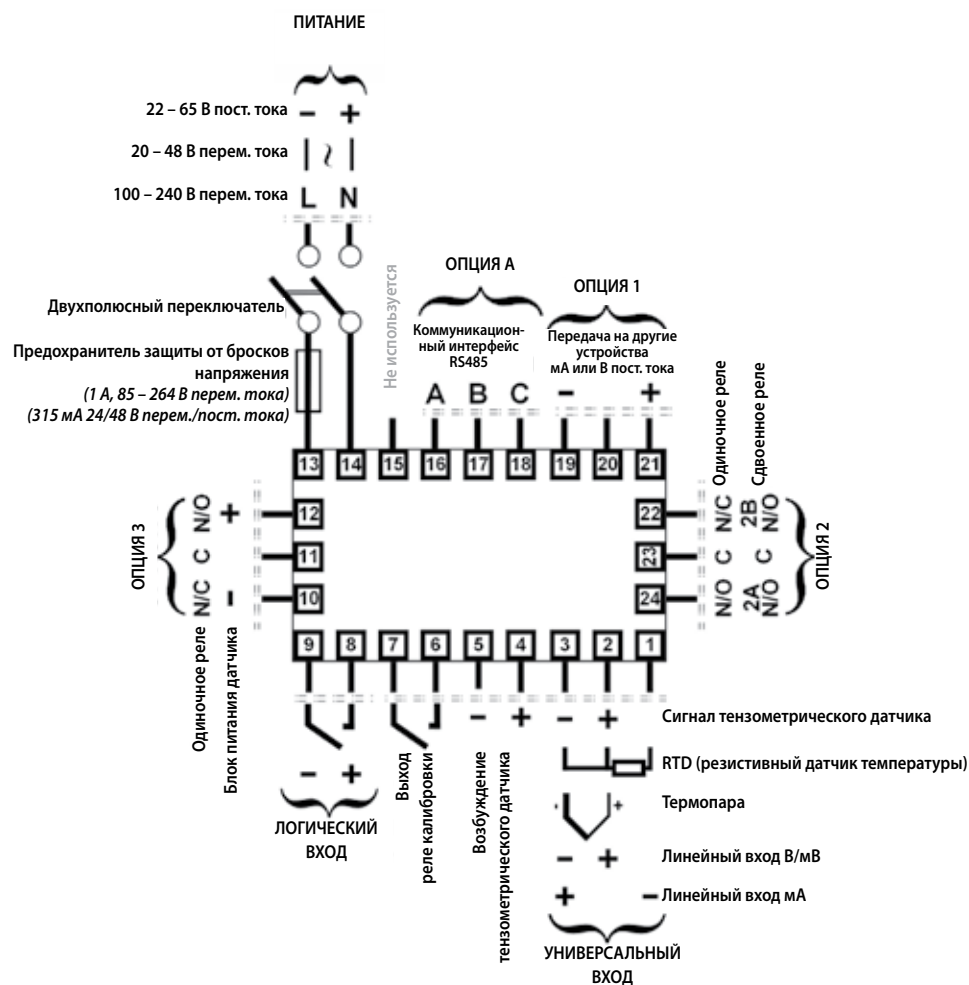 ПИТАНИЕ
22 – 65 В пост. тока
− +
20 – 48 В перем. тока
~
100 – 240 В перем. тока
L N
Двухполюсный переключатель
Предохранитель защиты от бросков
напряжения
(1 А, 85 – 264 В перем. тока)
(315 мА 24/48 В перем./пост. тока)
Не используется
ОПЦИЯ А
Коммуникацион-
ный интерфейс
RS485
A B C
ОПЦИЯ 1
Передача на другие
устройства
мА или В пост. тока
− +
13 14 15 16 17 18 19 20 21
Одиночное реле
Сдвоенное реле
22 N/C 2B N/O
23 C C
24 N/O 2A N/O
ОПЦИЯ 2
ОПЦИЯ 3
N/O + 12
C 11
N/C − 10
Одиночное реле
Блок питания датчика
9 8 7 6 5 4 3 2 1
− +
ЛОГИЧЕСКИЙ
ВХОД
Выход
реле калибровки
− +
Возбуждение
тензометрического датчика
− +
Сигнал тензометрического датчика
RTD (резистивный датчик температуры)
- +
Термопара
− +
Линейный вход В/мВ
+ −
Линейный вход мА
УНИВЕРСАЛЬНЫЙ
ВХОД